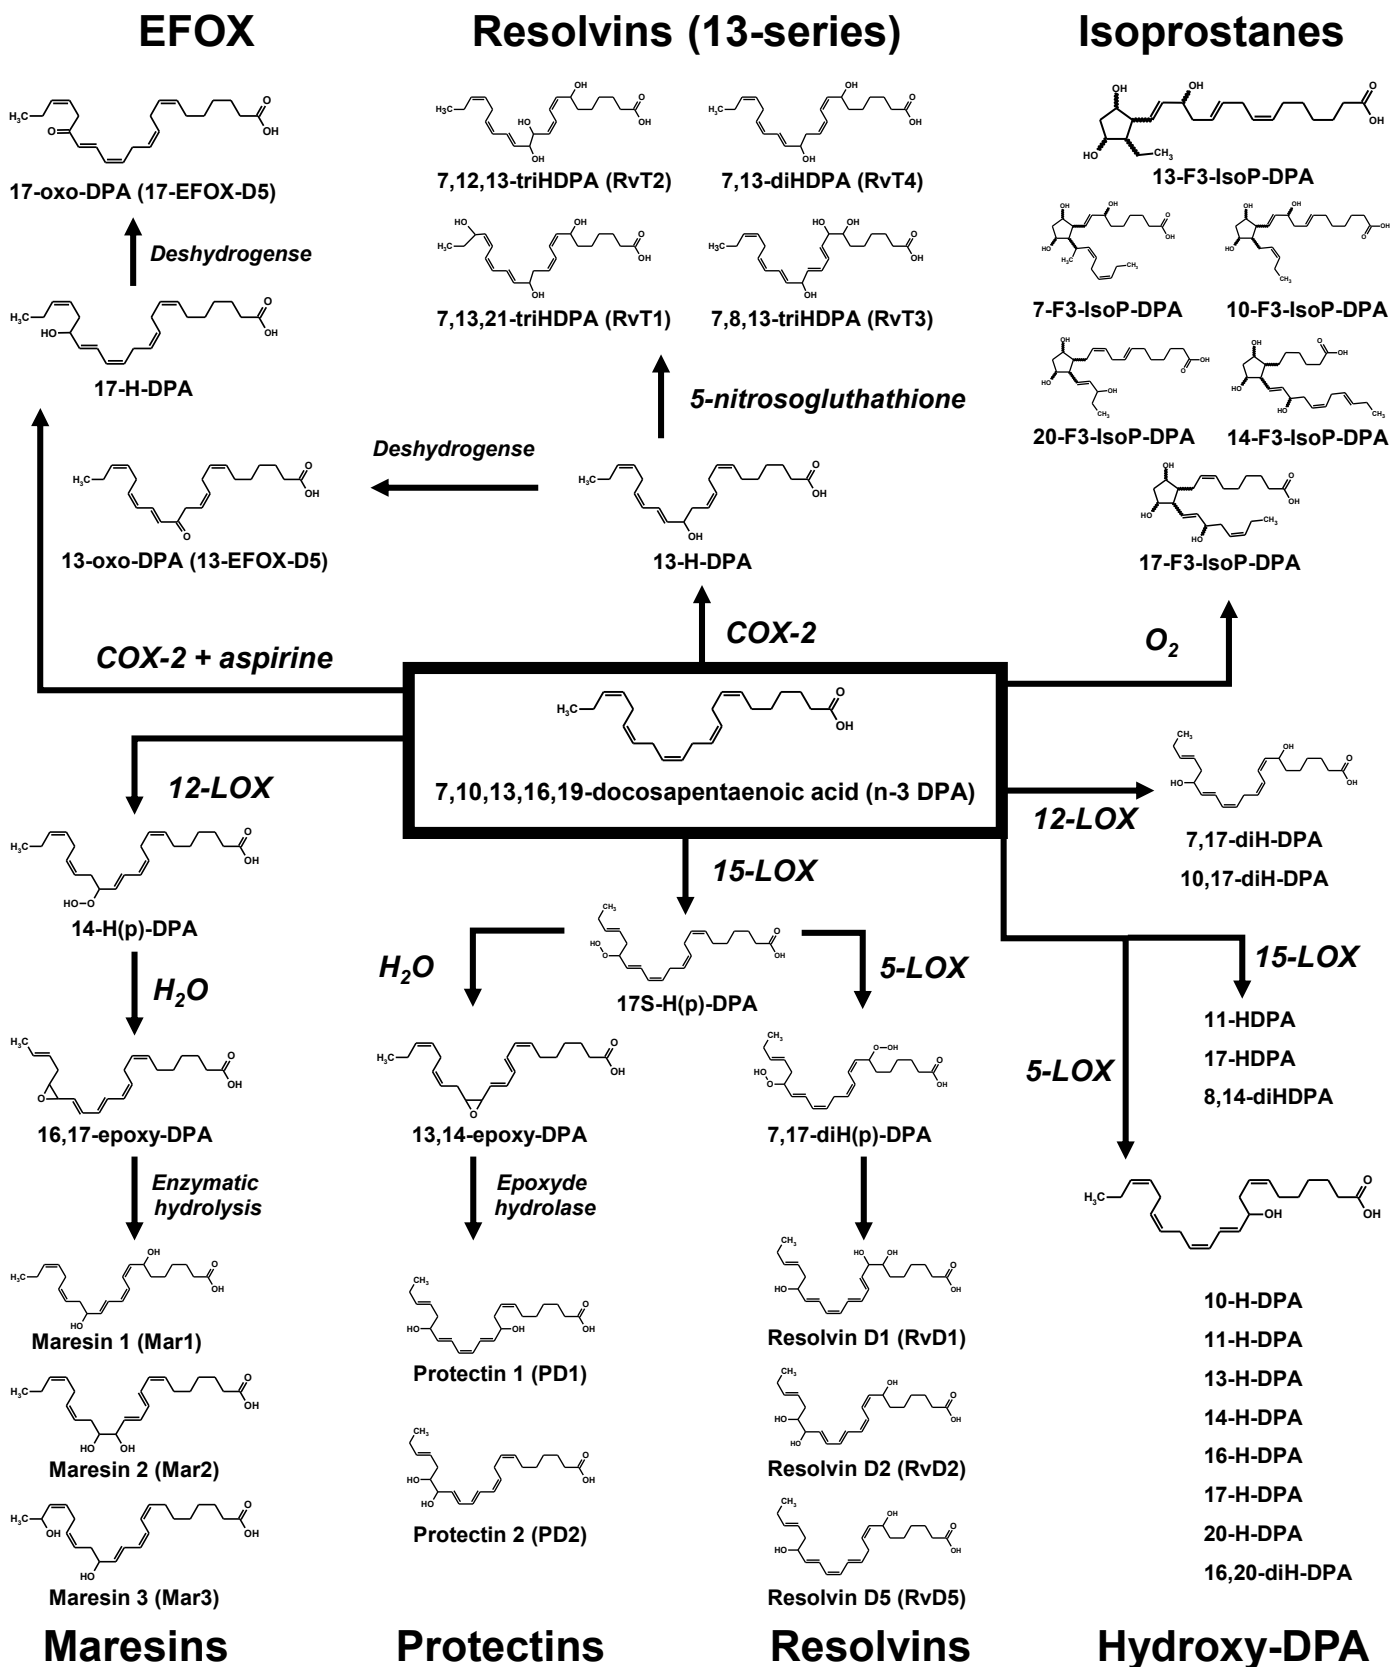 EFOX
Resolvins (13-series)
Isoprostanes
17-oxo-DPA (17-EFOX-D5)
7,12,13-triHDPA (RvT2)
7,13-diHDPA (RvT4)
13-F3-IsoP-DPA
Deshydrogense
7,13,21-triHDPA (RvT1)
7,8,13-triHDPA (RvT3)
7-F3-IsoP-DPA
10-F3-IsoP-DPA
17-H-DPA
5-nitrosogluthathione
20-F3-IsoP-DPA
14-F3-IsoP-DPA
Deshydrogense
13-oxo-DPA (13-EFOX-D5)
13-H-DPA
17-F3-IsoP-DPA
COX-2 + aspirine
COX-2
O2
H3C
O
OH
7,10,13,16,19-docosapentaenoic acid (n-3 DPA)
12-LOX
12-LOX
7,17-diH-DPA
10,17-diH-DPA
15-LOX
14-H(p)-DPA
H2O
H2O
17S-H(p)-DPA
5-LOX
15-LOX
11-HDPA
17-HDPA
8,14-diHDPA
5-LOX
16,17-epoxy-DPA
13,14-epoxy-DPA
7,17-diH(p)-DPA
Enzymatic
hydrolysis
Epoxyde
hydrolase
H3C
OH
O
OH
Maresin 1 (Mar1)
Protectin 1 (PD1)
Resolvin D1 (RvD1)
10-H-DPA
11-H-DPA
13-H-DPA
14-H-DPA
16-H-DPA
17-H-DPA
20-H-DPA
16,20-diH-DPA
Maresin 2 (Mar2)
Protectin 2 (PD2)
Resolvin D2 (RvD2)
Maresin 3 (Mar3)
Resolvin D5 (RvD5)
Maresins
Protectins
Resolvins
Hydroxy-DPA